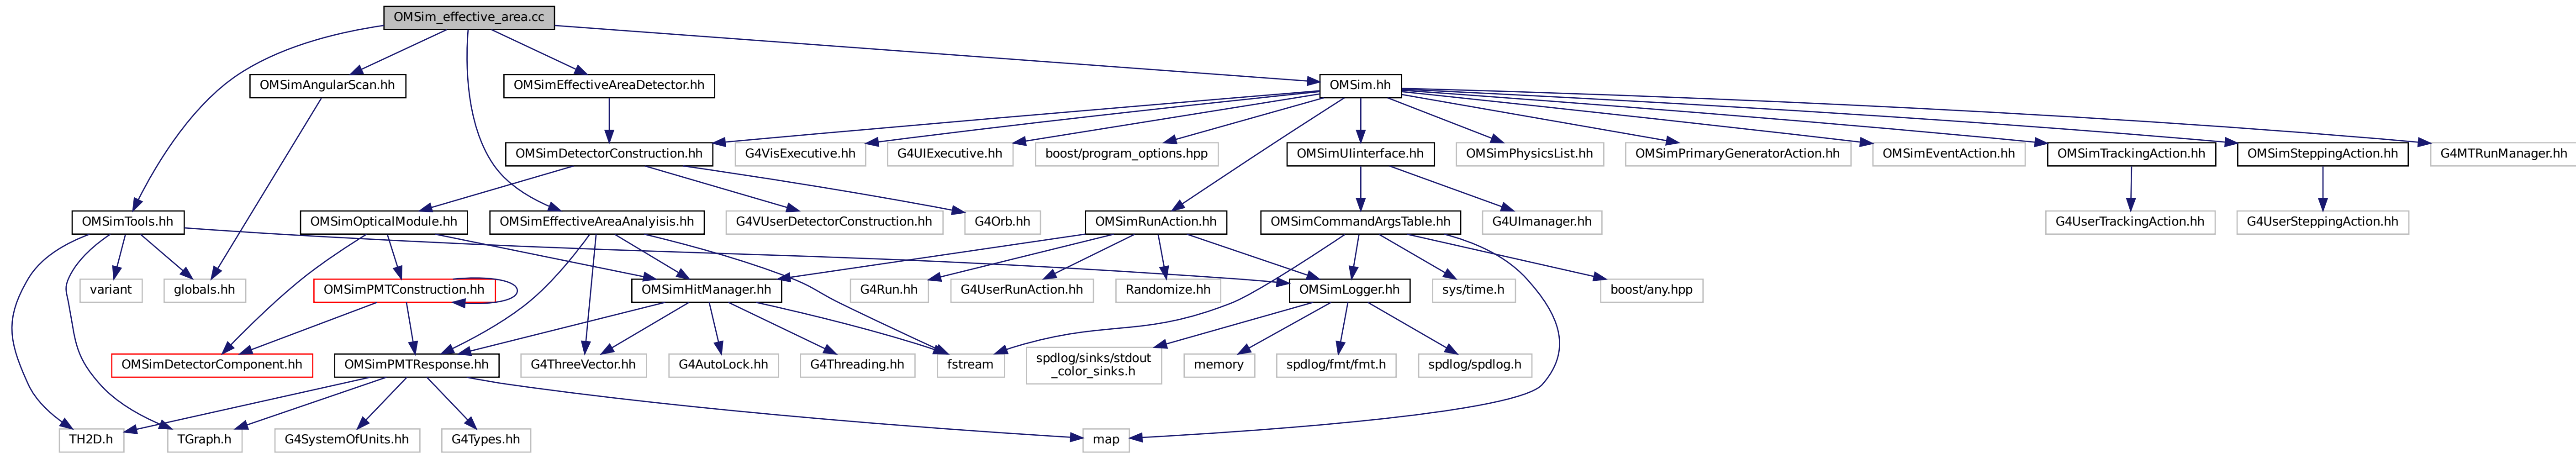 OMSim_effective_area.cc
OMSimAngularScan.hh
OMSimEffectiveAreaDetector.hh
OMSim.hh
OMSimDetectorConstruction.hh
G4VisExecutive.hh
G4UIExecutive.hh
boost/program_options.hpp
OMSimUIinterface.hh
OMSimPhysicsList.hh
OMSimPrimaryGeneratorAction.hh
OMSimEventAction.hh
OMSimTrackingAction.hh
OMSimSteppingAction.hh
G4MTRunManager.hh
OMSimTools.hh
OMSimOpticalModule.hh
OMSimEffectiveAreaAnalyisis.hh
G4VUserDetectorConstruction.hh
G4Orb.hh
OMSimRunAction.hh
OMSimCommandArgsTable.hh
G4UImanager.hh
G4UserTrackingAction.hh
G4UserSteppingAction.hh
variant
globals.hh
OMSimPMTConstruction.hh
OMSimHitManager.hh
G4Run.hh
G4UserRunAction.hh
Randomize.hh
OMSimLogger.hh
sys/time.h
boost/any.hpp
OMSimDetectorComponent.hh
OMSimPMTResponse.hh
G4ThreeVector.hh
G4AutoLock.hh
G4Threading.hh
fstream
spdlog/sinks/stdout
_color_sinks.h
memory
spdlog/fmt/fmt.h
spdlog/spdlog.h
TH2D.h
TGraph.h
G4SystemOfUnits.hh
G4Types.hh
map